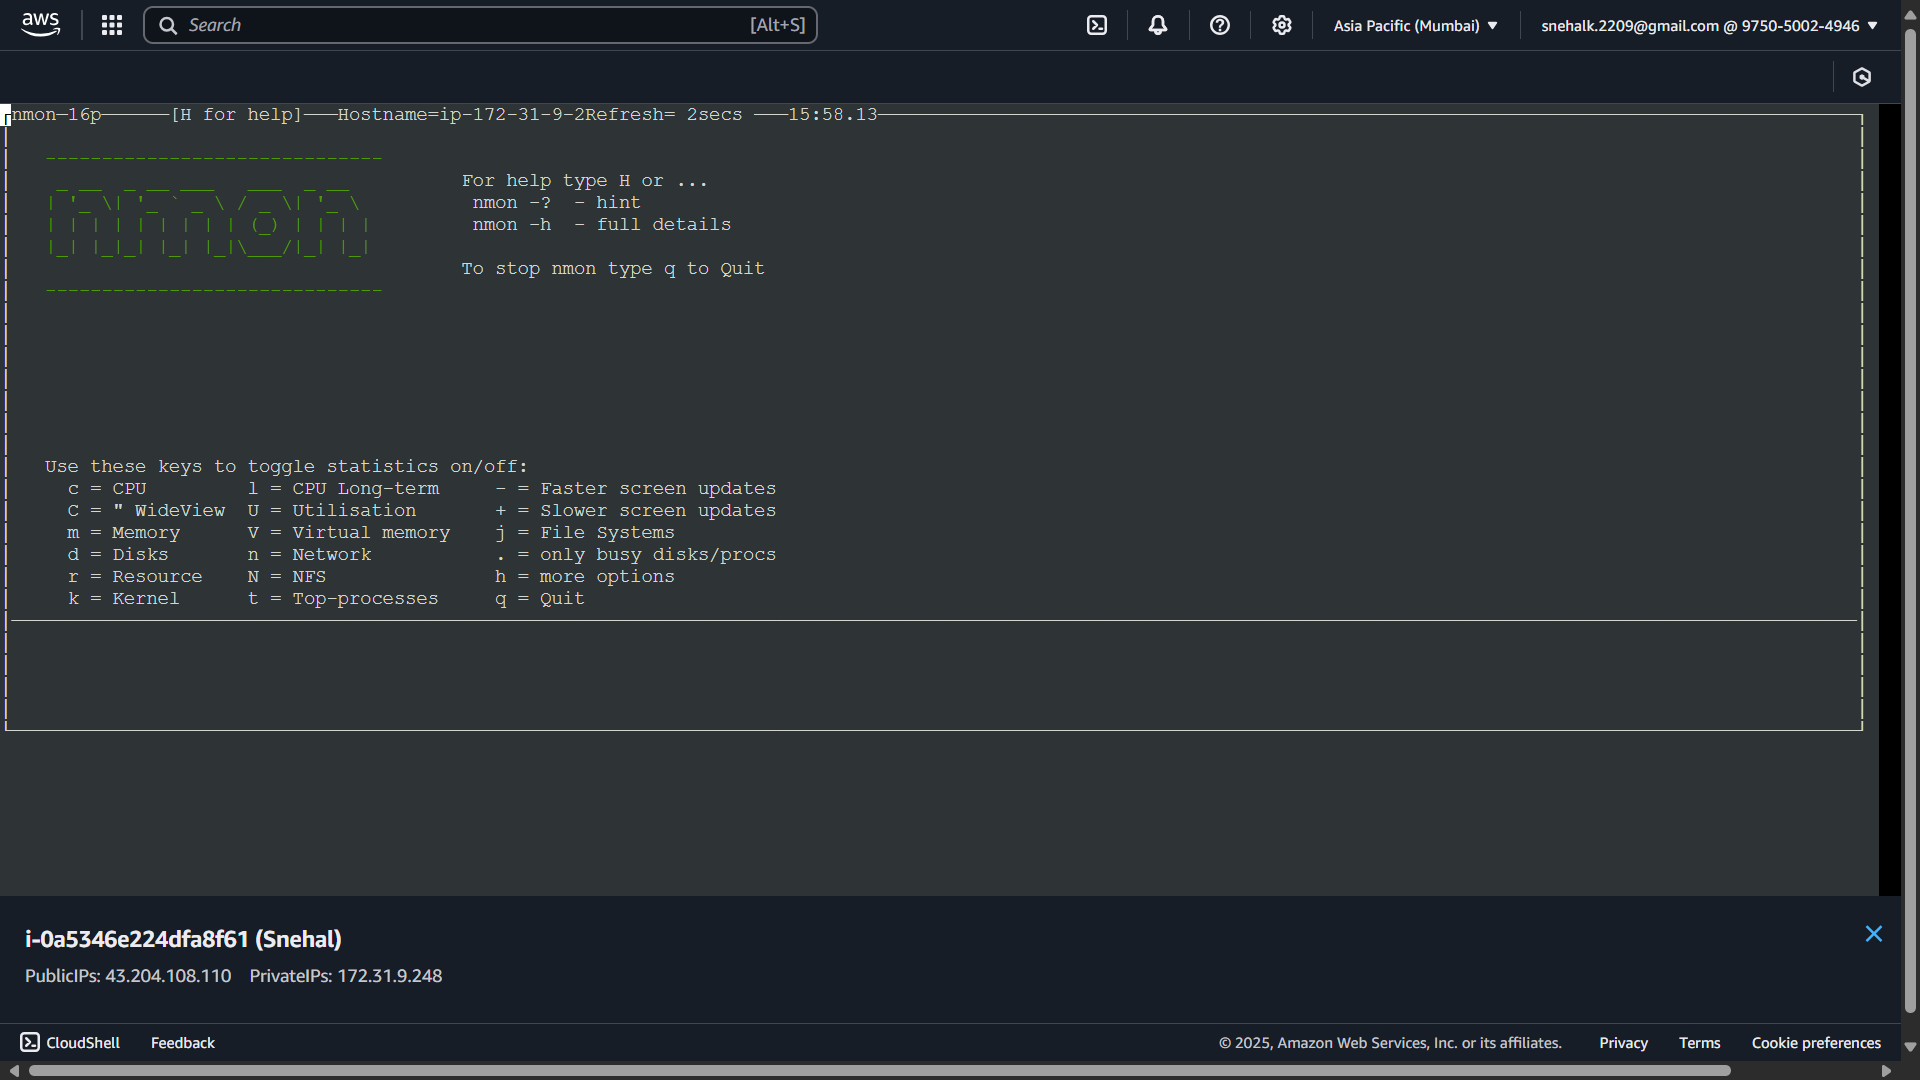 aws
Search [Alt+S]
Asia Pacific (Mumbai)
snehalk.2209@gmail.com @ 9750-5002-4946
nmon─16p──────[H for help]───Hostname=ip-172-31-9-2Refresh= 2secs ───15:58.13
nmon
For help type H or ...
nmon -? - hint
nmon -h - full details
To stop nmon type q to Quit
Use these keys to toggle statistics on/off:
c = CPU l = CPU Long-term - = Faster screen updates
C = " WideView U = Utilisation + = Slower screen updates
m = Memory V = Virtual memory j = File Systems
d = Disks n = Network . = only busy disks/procs
r = Resource N = NFS h = more options
k = Kernel t = Top-processes q = Quit
i-0a5346e224dfa8f61 (Snehal)
PublicIPs: 43.204.108.110 PrivateIPs: 172.31.9.248
CloudShell Feedback © 2025, Amazon Web Services, Inc. or its affiliates. Privacy Terms Cookie preferences